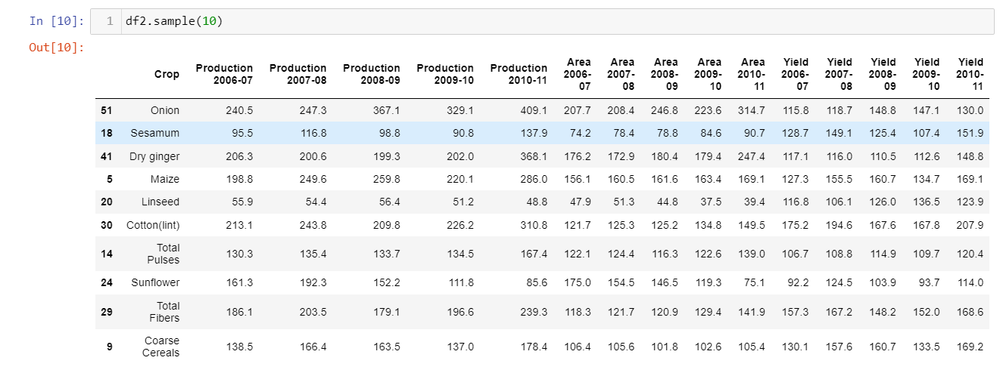 In [10]: 1 df2.sample(10)
Out[10]:
Crop Production 2006-07 Production 2007-08 Production 2008-09 Production 2009-10 Production 2010-11 Area 2006-07 Area 2007-08 Area 2008-09 Area 2009-10 Area 2010-11 Yield 2006-07 Yield 2007-08 Yield 2008-09 Yield 2009-10 Yield 2010-11
51 Onion 240.5 247.3 367.1 329.1 409.1 207.7 208.4 246.8 223.6 314.7 115.8 118.7 148.8 147.1 130.0
18 Sesamum 95.5 116.8 98.8 90.8 137.9 74.2 78.4 78.8 84.6 90.7 128.7 149.1 125.4 107.4 151.9
41 Dry ginger 206.3 200.6 199.3 202.0 368.1 176.2 172.9 180.4 179.4 247.4 117.1 116.0 110.5 112.6 148.8
5 Maize 198.8 249.6 259.8 220.1 286.0 156.1 160.5 161.6 163.4 169.1 127.3 155.5 160.7 134.7 169.1
20 Linseed 55.9 54.4 56.4 51.2 48.8 47.9 51.3 44.8 37.5 39.4 116.8 106.1 126.0 136.5 123.9
30 Cotton(lint) 213.1 243.8 209.8 226.2 310.8 121.7 125.3 125.2 134.8 149.5 175.2 194.6 167.6 167.8 207.9
14 Total Pulses 130.3 135.4 133.7 134.5 167.4 122.1 124.4 116.3 122.6 139.0 106.7 108.8 114.9 109.7 120.4
24 Sunflower 161.3 192.3 152.2 111.8 85.6 175.0 154.5 146.5 119.3 75.1 92.2 124.5 103.9 93.7 114.0
29 Total Fibers 186.1 203.5 179.1 196.6 239.3 118.3 121.7 120.9 129.4 141.9 157.3 167.2 148.2 152.0 168.6
9 Coarse Cereals 138.5 166.4 163.5 137.0 178.4 106.4 105.6 101.8 102.6 105.4 130.1 157.6 160.7 133.5 169.2